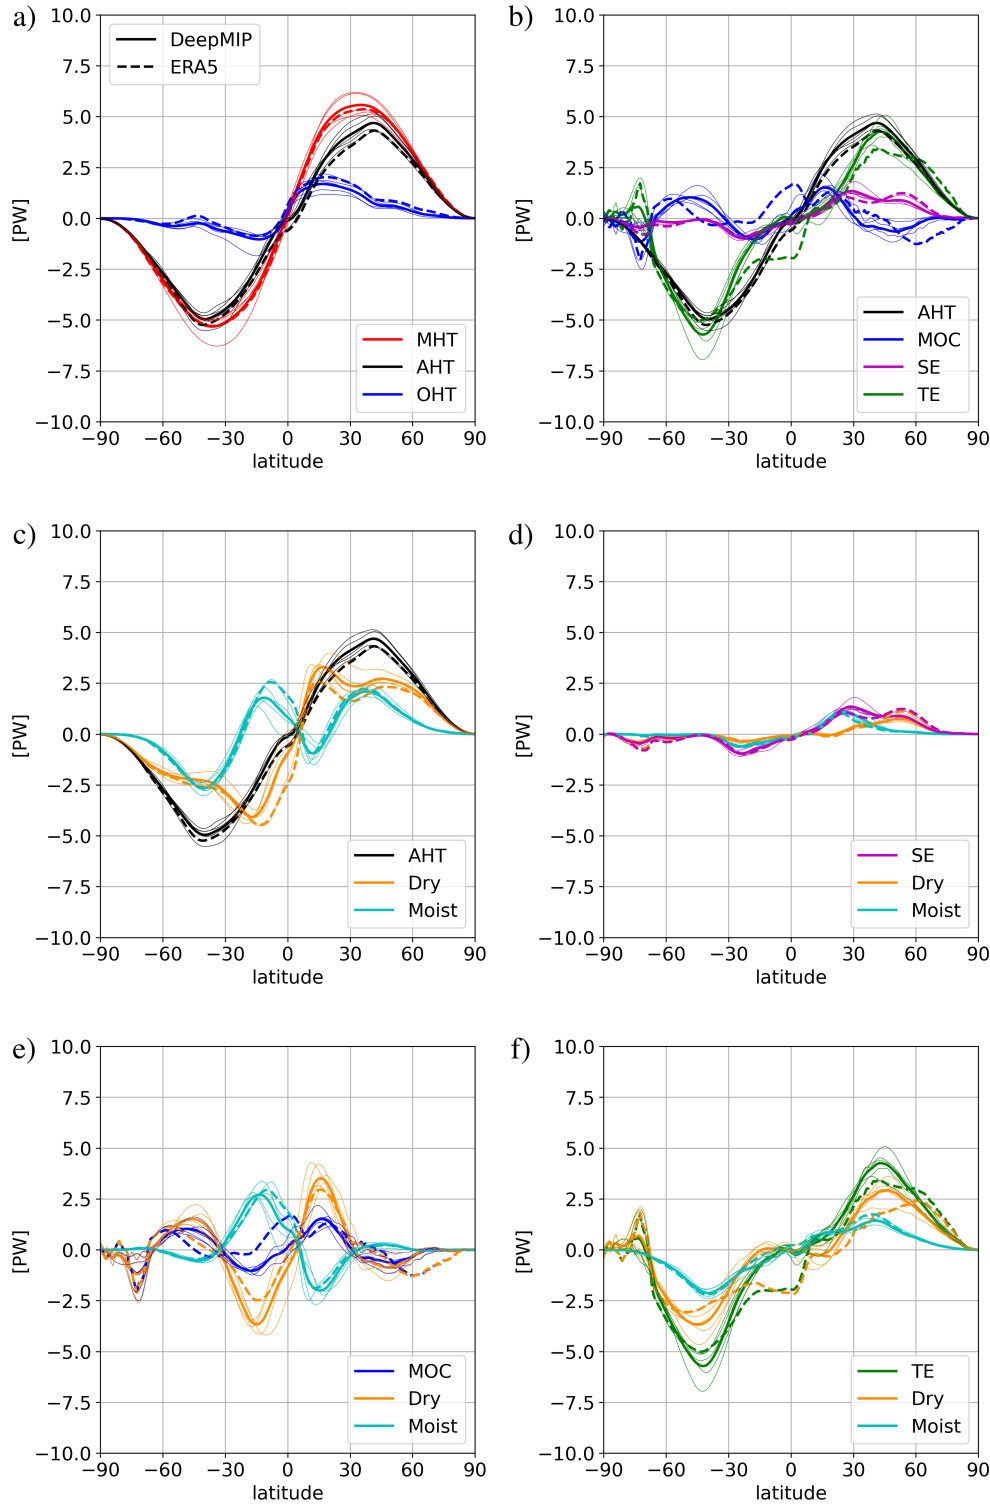 a)
10.0
7.5
5.0
2.5
0.0
−2.5
−5.0
−7.5
−10.0
[PW]
DeepMIP
ERA5
MHT
AHT
OHT
−90 −60 −30 0 30 60 90
latitude
b)
10.0
7.5
5.0
2.5
0.0
−2.5
−5.0
−7.5
−10.0
[PW]
AHT
MOC
SE
TE
−90 −60 −30 0 30 60 90
latitude
c)
10.0
7.5
5.0
2.5
0.0
−2.5
−5.0
−7.5
−10.0
[PW]
AHT
Dry
Moist
−90 −60 −30 0 30 60 90
latitude
d)
10.0
7.5
5.0
2.5
0.0
−2.5
−5.0
−7.5
−10.0
[PW]
SE
Dry
Moist
−90 −60 −30 0 30 60 90
latitude
e)
10.0
7.5
5.0
2.5
0.0
−2.5
−5.0
−7.5
−10.0
[PW]
MOC
Dry
Moist
−90 −60 −30 0 30 60 90
latitude
f)
10.0
7.5
5.0
2.5
0.0
−2.5
−5.0
−7.5
−10.0
[PW]
TE
Dry
Moist
−90 −60 −30 0 30 60 90
latitude